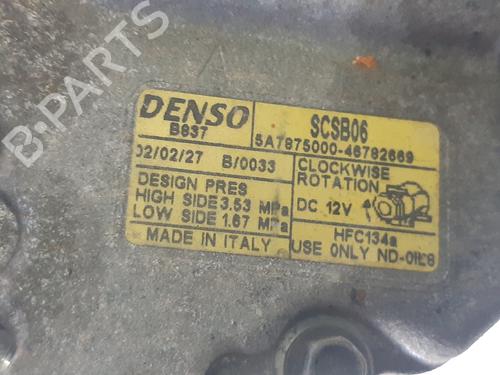 B-PARTS
DENSO
B637
SCSB06
5A7875000-46782669
02/02/27 B/0033
CLOCKWISE
ROTATION
DESIGN PRES
HIGH SIDE 3.53 MPa
LOW SIDE 1.67 MPa
DC 12V
MADE IN ITALY
HFC134a
USE ONLY ND-OIL8